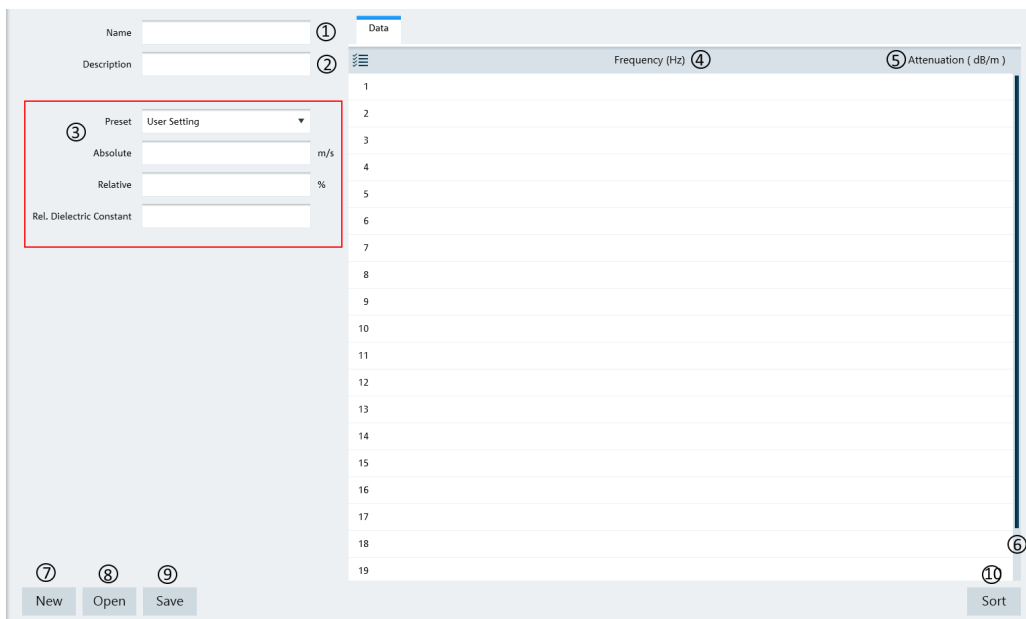 Name ①
Description ②
③
Preset User Setting
Absolute m/s
Relative %
Rel. Dielectric Constant
Data
Frequency (Hz) ④ ⑤ Attenuation ( dB/m )
1
2
3
4
5
6
7
8
9
10
11
12
13
14
15
16
17
18
19
⑥
⑦ ⑧ ⑨ ⑩
New Open Save Sort